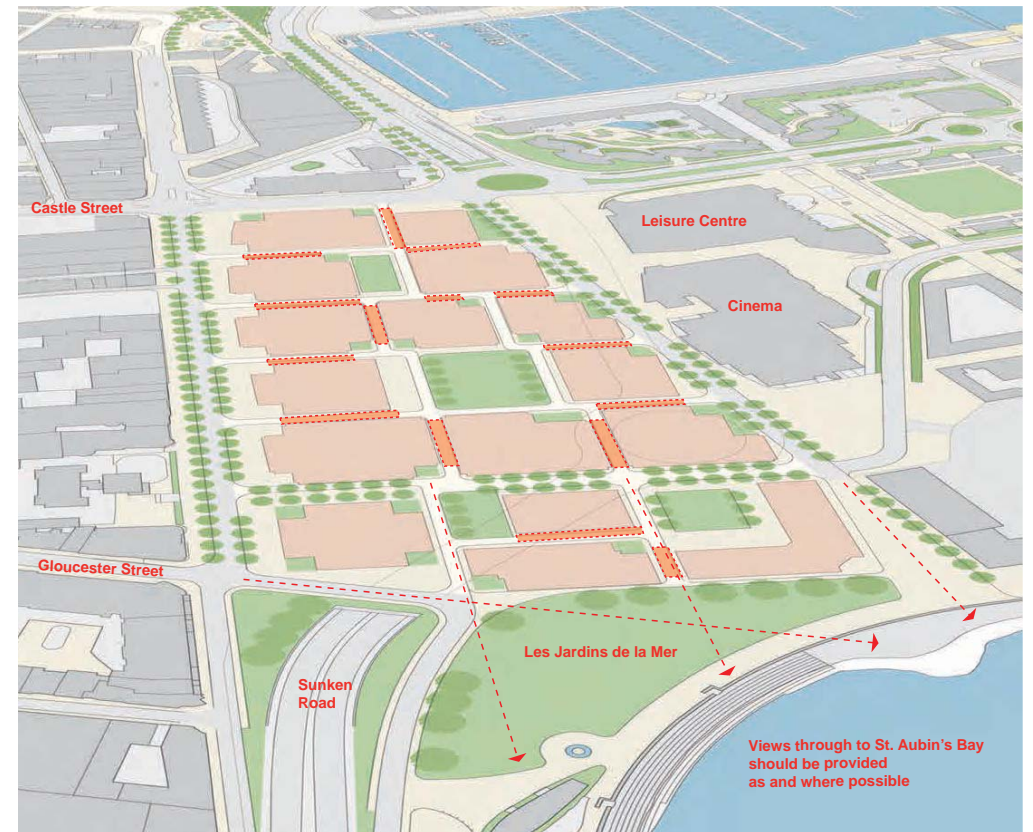 Castle Street
Leisure Centre
Cinema
Gloucester Street
Les Jardins de la Mer
Sunken
Road
Views through to St. Aubin's Bay
should be provided
as and where possible